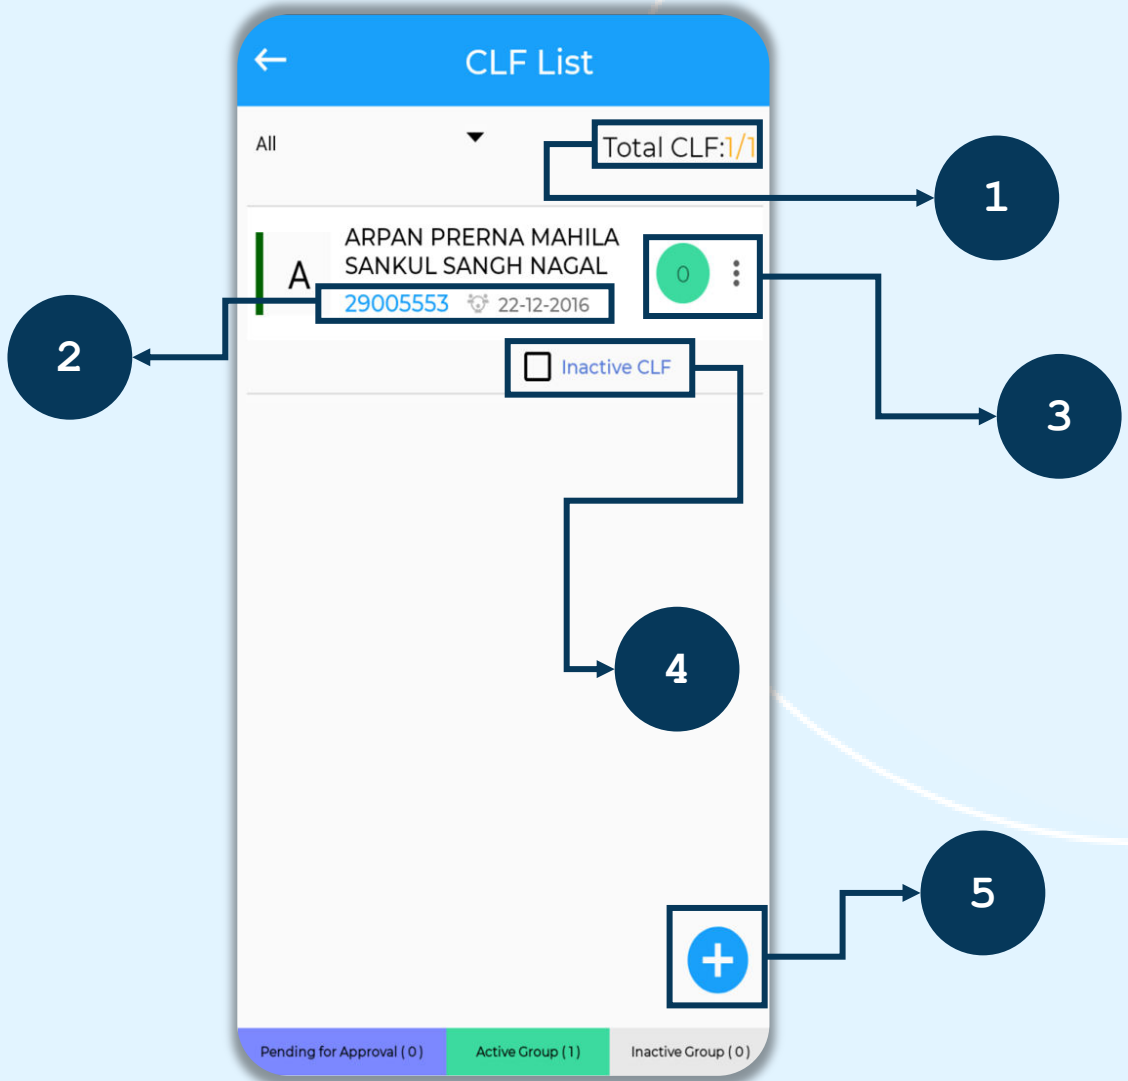 CLF List
All
Total CLF:1/1
1
A
ARPAN PRERNA MAHILA
SANKUL SANGH NAGAL
29005553 22-12-2016
0
2
3
Inactive CLF
4
5
Pending for Approval ( 0 )
Active Group ( 1 )
Inactive Group ( 0 )